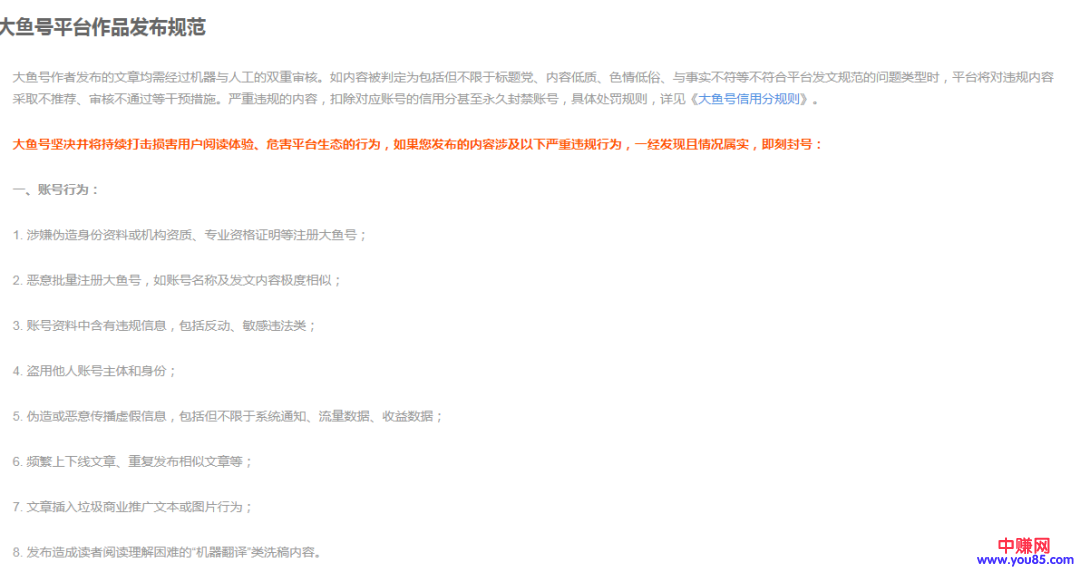 大鱼号平台作品发布规范
大鱼号作者发布的文章均需经过机器与人工的双重审核。如内容被判定为包括但不限于标题党、内容低质、色情低俗、与事实不符等不符合平台发文规范的问题类型时，平台将对违规内容
采取不推荐、审核不通过等干预措施。严重违规的内容，扣除对应账号的信用分甚至永久封禁账号，具体处罚规则，详见《大鱼号信用分规则》。
大鱼号坚决并将持续打击损害用户阅读体验、危害平台生态的行为，如果您发布的内容涉及以下严重违规行为，一经发现且情况属实，即刻封号：
一、账号行为：
1. 涉嫌伪造身份资料或机构资质、专业资格证明等注册大鱼号；
2. 恶意批量注册大鱼号，如账号名称及发文内容极度相似；
3. 账号资料中含有违规信息，包括反动、敏感违法类；
4. 盗用他人账号主体和身份；
5. 伪造或恶意传播虚假信息，包括但不限于系统通知、流量数据、收益数据；
6. 频繁上下线文章、重复发布相似文章等；
7. 文章插入垃圾商业推广文本或图片行为；
8. 发布造成读者阅读理解困难的“机器翻译”类洗稿内容。
中赚网
www.you85.com